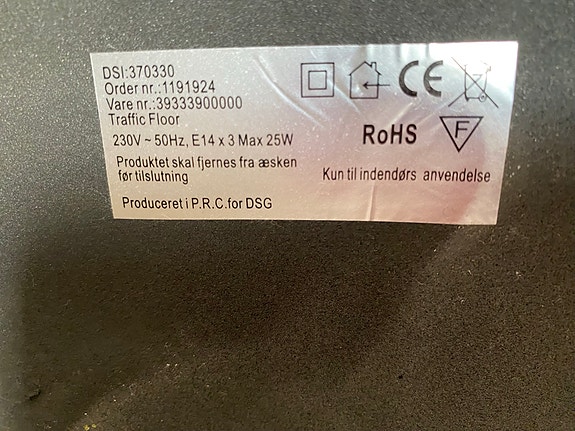 DSI:370330
Order nr.:1191924
Vare nr.:39333900000
Traffic Floor
230V ~ 50Hz, E14 x 3 Max 25W
Produktet skal fjernes fra æsken
før tilslutning
Produceret i P.R.C.for DSG
CE
RoHS
F
Kun til indendørs anvendelse